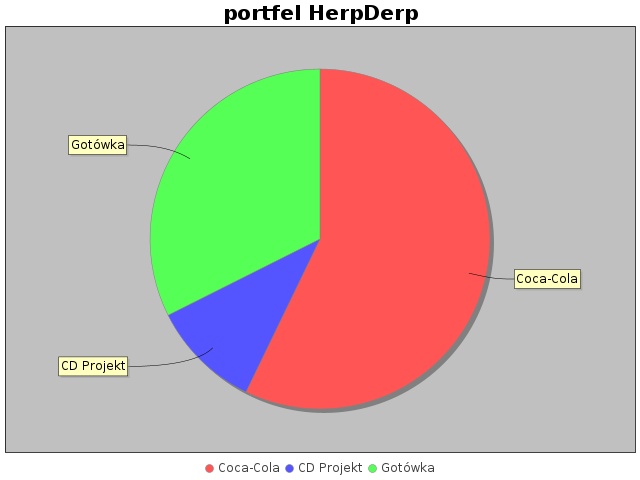 portfel HerpDerp
Gotówka
Coca-Cola
CD Projekt
Coca-Cola CD Projekt Gotówka